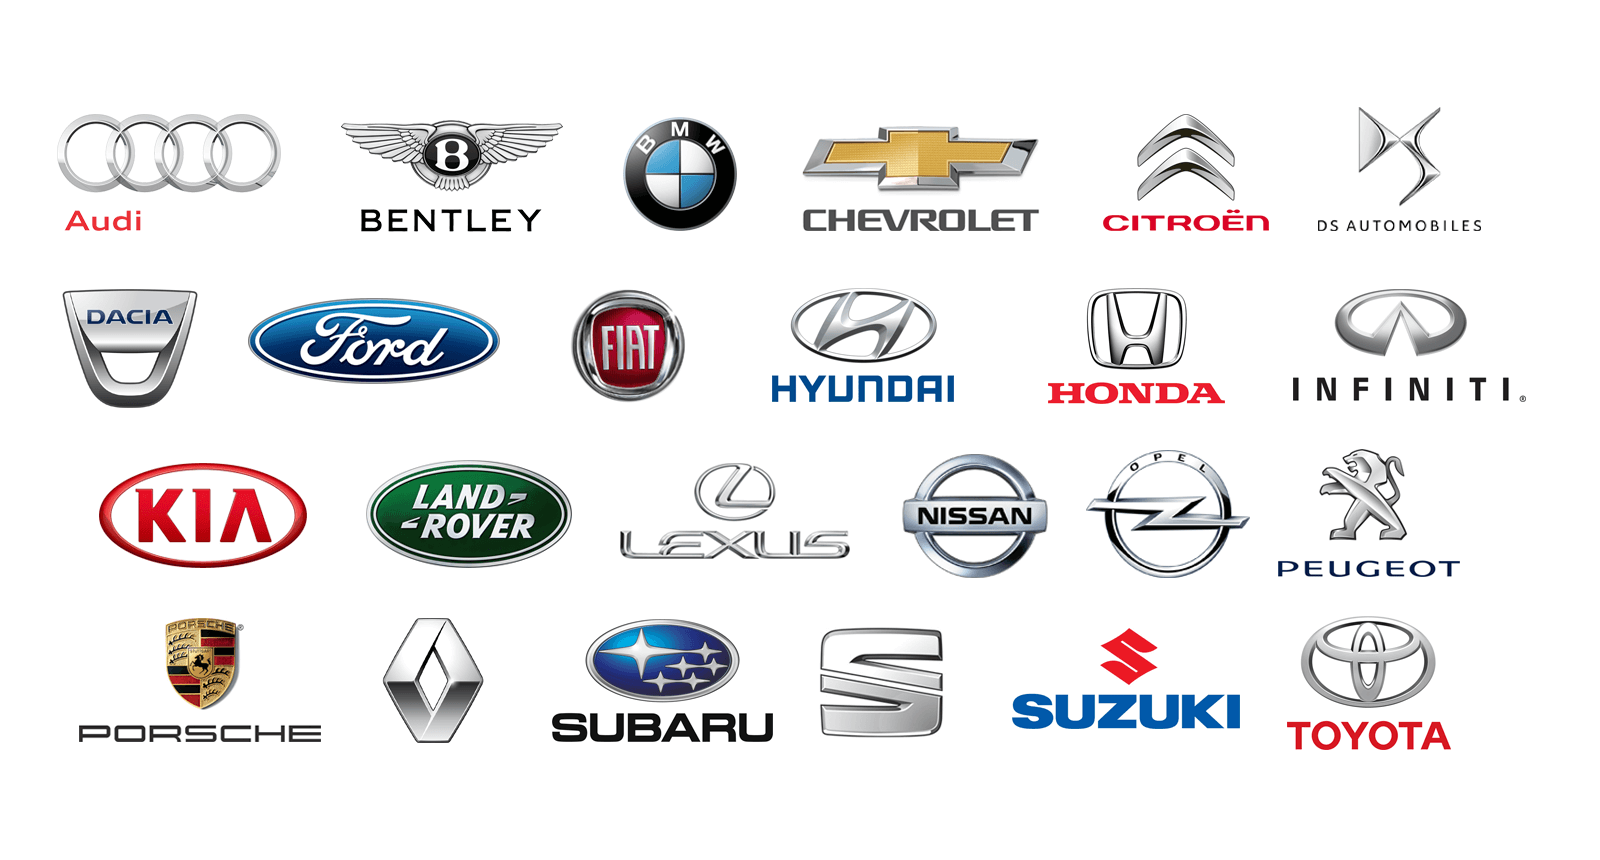 Audi
B
BENTLEY
BMW
CHEVROLET
CITROËN
DS AUTOMOBILES
DACIA
Ford
FIAT
HYUNDAI
HONDA
INFINITI®
KIA
LAND-
-ROVER
LEXUS
NISSAN
OPEL
PEUGEOT
PORSCHE®
PORSCHE
SUBARU
SUZUKI
TOYOTA